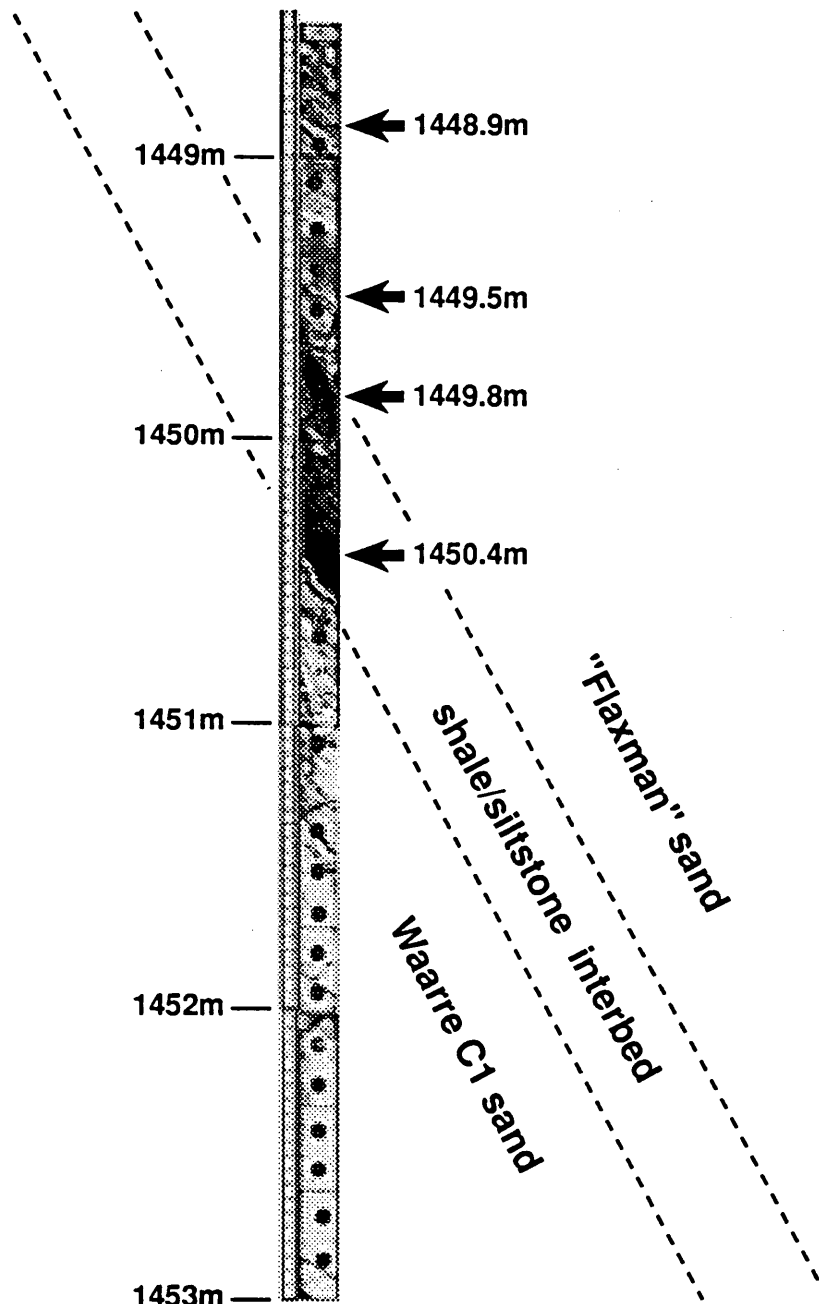 1448.9m
1449m
1449.5m
1449.8m
1450m
1450.4m
"Flaxman" sand
shale/siltstone interbed
1451m
Waarre C1 sand
1452m
1453m